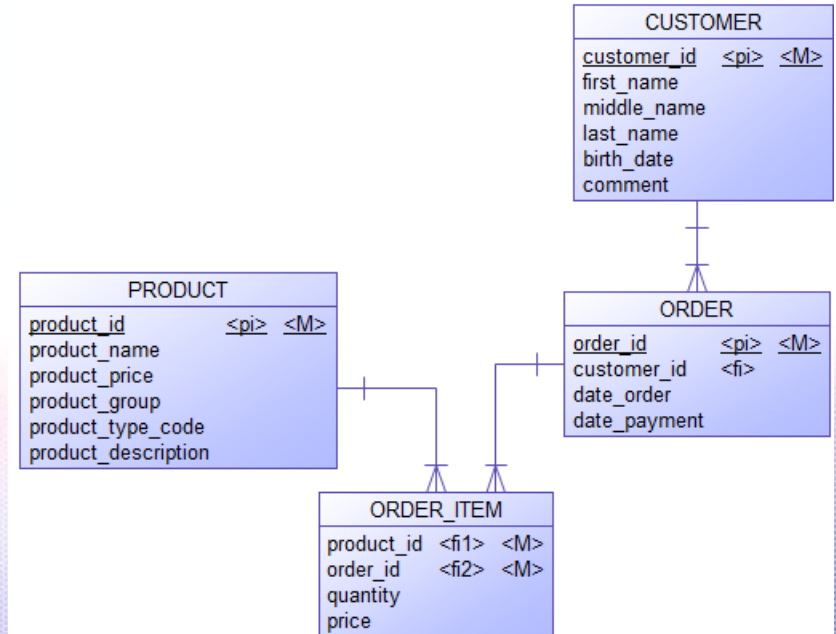 CUSTOMER
customer_id <pi> <M>
first_name
middle_name
last_name
birth_date
comment
PRODUCT
product_id <pi> <M>
product_name
product_price
product_group
product_type_code
product_description
ORDER
order_id <pi> <M>
customer_id <fi>
date_order
date_payment
ORDER_ITEM
product_id <fi1> <M>
order_id <fi2> <M>
quantity
price